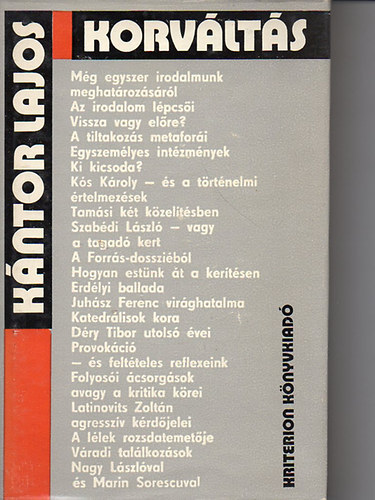 KÁNTOR LAJOS
KORVÁLTÁS
Még egyszer irodalmunk
meghatározásáról
Az irodalom lépcsői
Vissza vagy előre?
A tiltakozás metaforái
Egyszemélyes intézmények
Ki kicsoda?
Kós Károly – és a történelmi
értelmezések
Tamási két közelítésben
Szabédi László – vagy
a tagadó kert
A Forrás-dossziéból
Hogyan estünk át a kerítésen
Erdélyi ballada
Juhász Ferenc virághatalma
Katedrálisok kora
Déry Tibor utolsó évei
Provokáció
– és feltételes reflexeink
Folyosói ácsorgások
avagy a kritika körei
Latinovits Zoltán
agresszív kérdőjelei
A lélek rozsdatemetője
Váradi találkozások
Nagy Lászlóval
és Marin Sorescuval
KRITERION KÖNYVKIADÓ